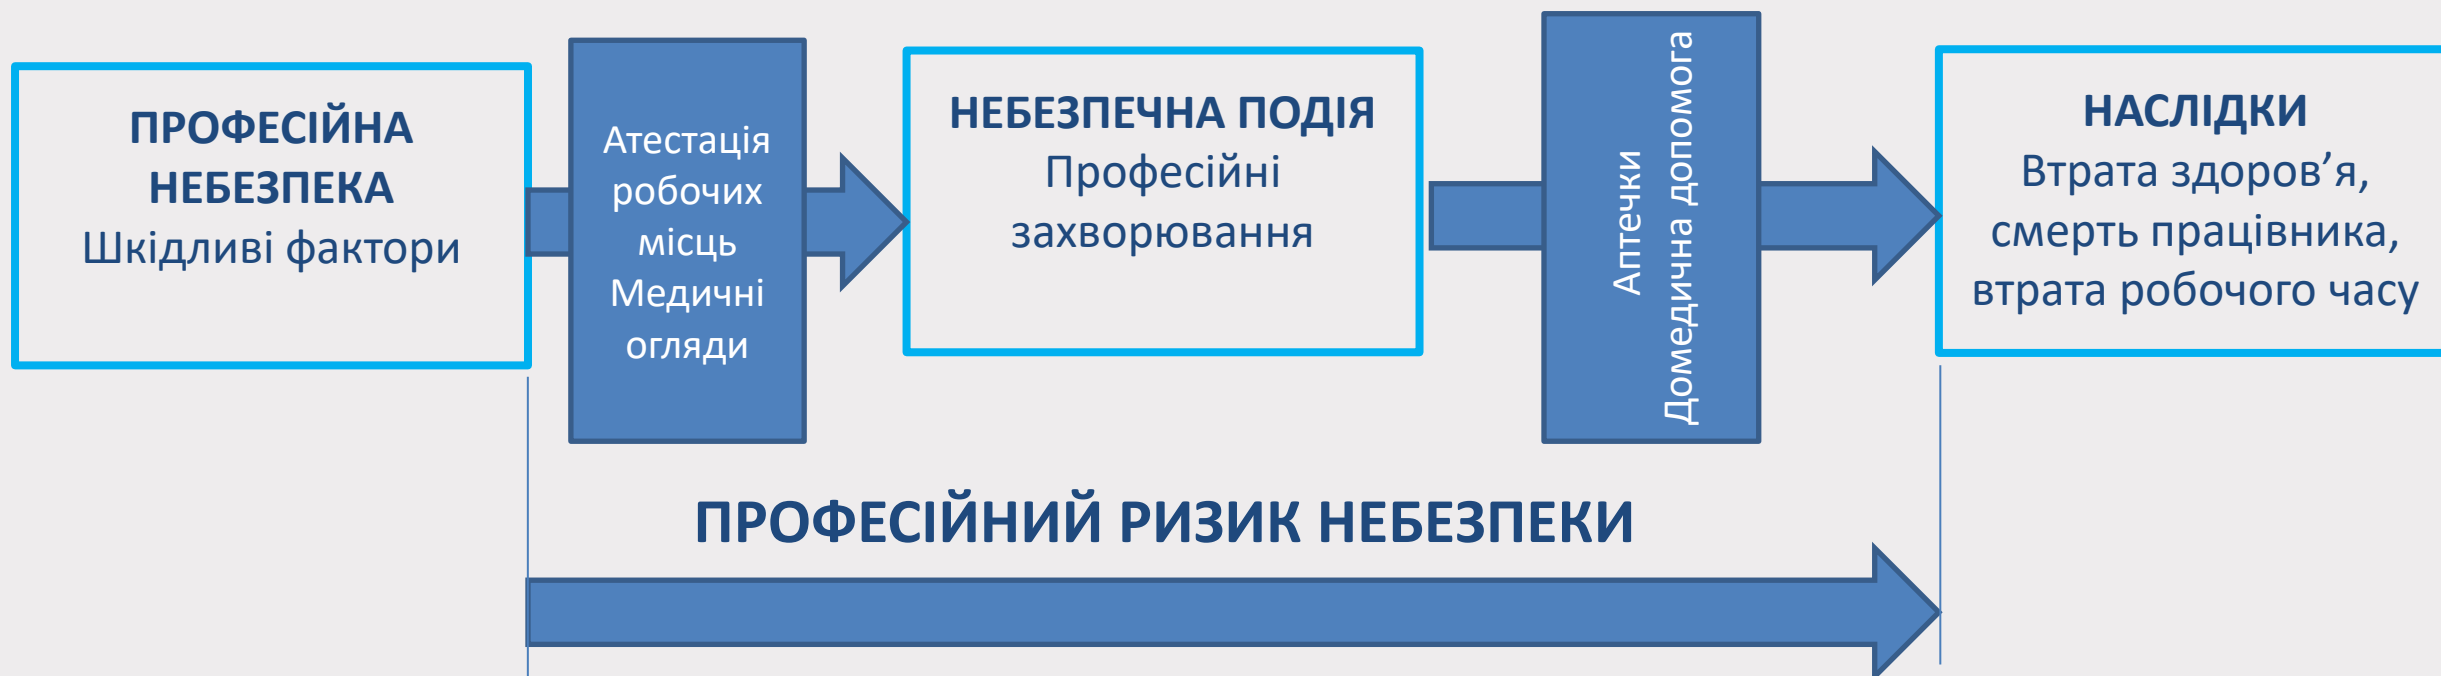 ПРОФЕСІЙНА
НЕБЕЗПЕКА
Шкідливі фактори
Атестація
робочих
місць
Медичні
огляди
НЕБЕЗПЕЧНА ПОДІЯ
Професійні
захворювання
Аптечки
Домедична допомога
НАСЛІДКИ
Втрата здоров’я,
смерть працівника,
втрата робочого часу
ПРОФЕСІЙНИЙ РИЗИК НЕБЕЗПЕКИ